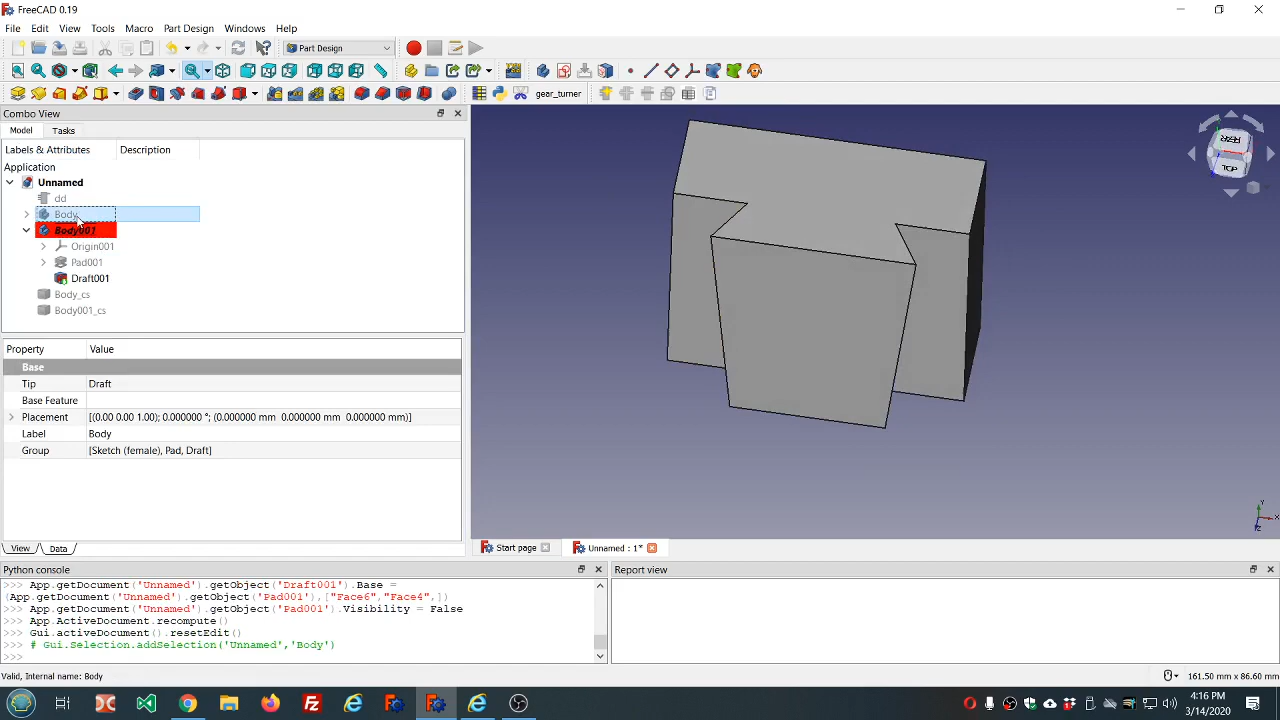 FreeCAD 0.19
File Edit View Tools Macro Part Design Windows Help
Part Design
gear_turner
Combo View
Model Tasks
Labels & Attributes Description
Application
Unnamed
dd
Body
Body001
Origin001
Pad001
Draft001
Body_cs
Body001_cs
Property Value
Base
Tip Draft
Base Feature
Placement [(0.00 0.00 1.00); 0.000000 °; (0.000000 mm 0.000000 mm 0.000000 mm)]
Label Body
Group [Sketch (female), Pad, Draft]
View Data
REAR
TOP
Start page Unnamed : 1*
Python console
>>> App.getDocument('Unnamed').getObject('Draft001').Base =
(App.getDocument('Unnamed').getObject('Pad001'),["Face6","Face4",])
>>> App.getDocument('Unnamed').getObject('Pad001').Visibility = False
>>> App.ActiveDocument.recompute()
>>> Gui.activeDocument().resetEdit()
>>> # Gui.Selection.addSelection('Unnamed','Body')
>>>
Report view
Valid, Internal name: Body
161.50 mm x 86.60 mm
4:16 PM
3/14/2020